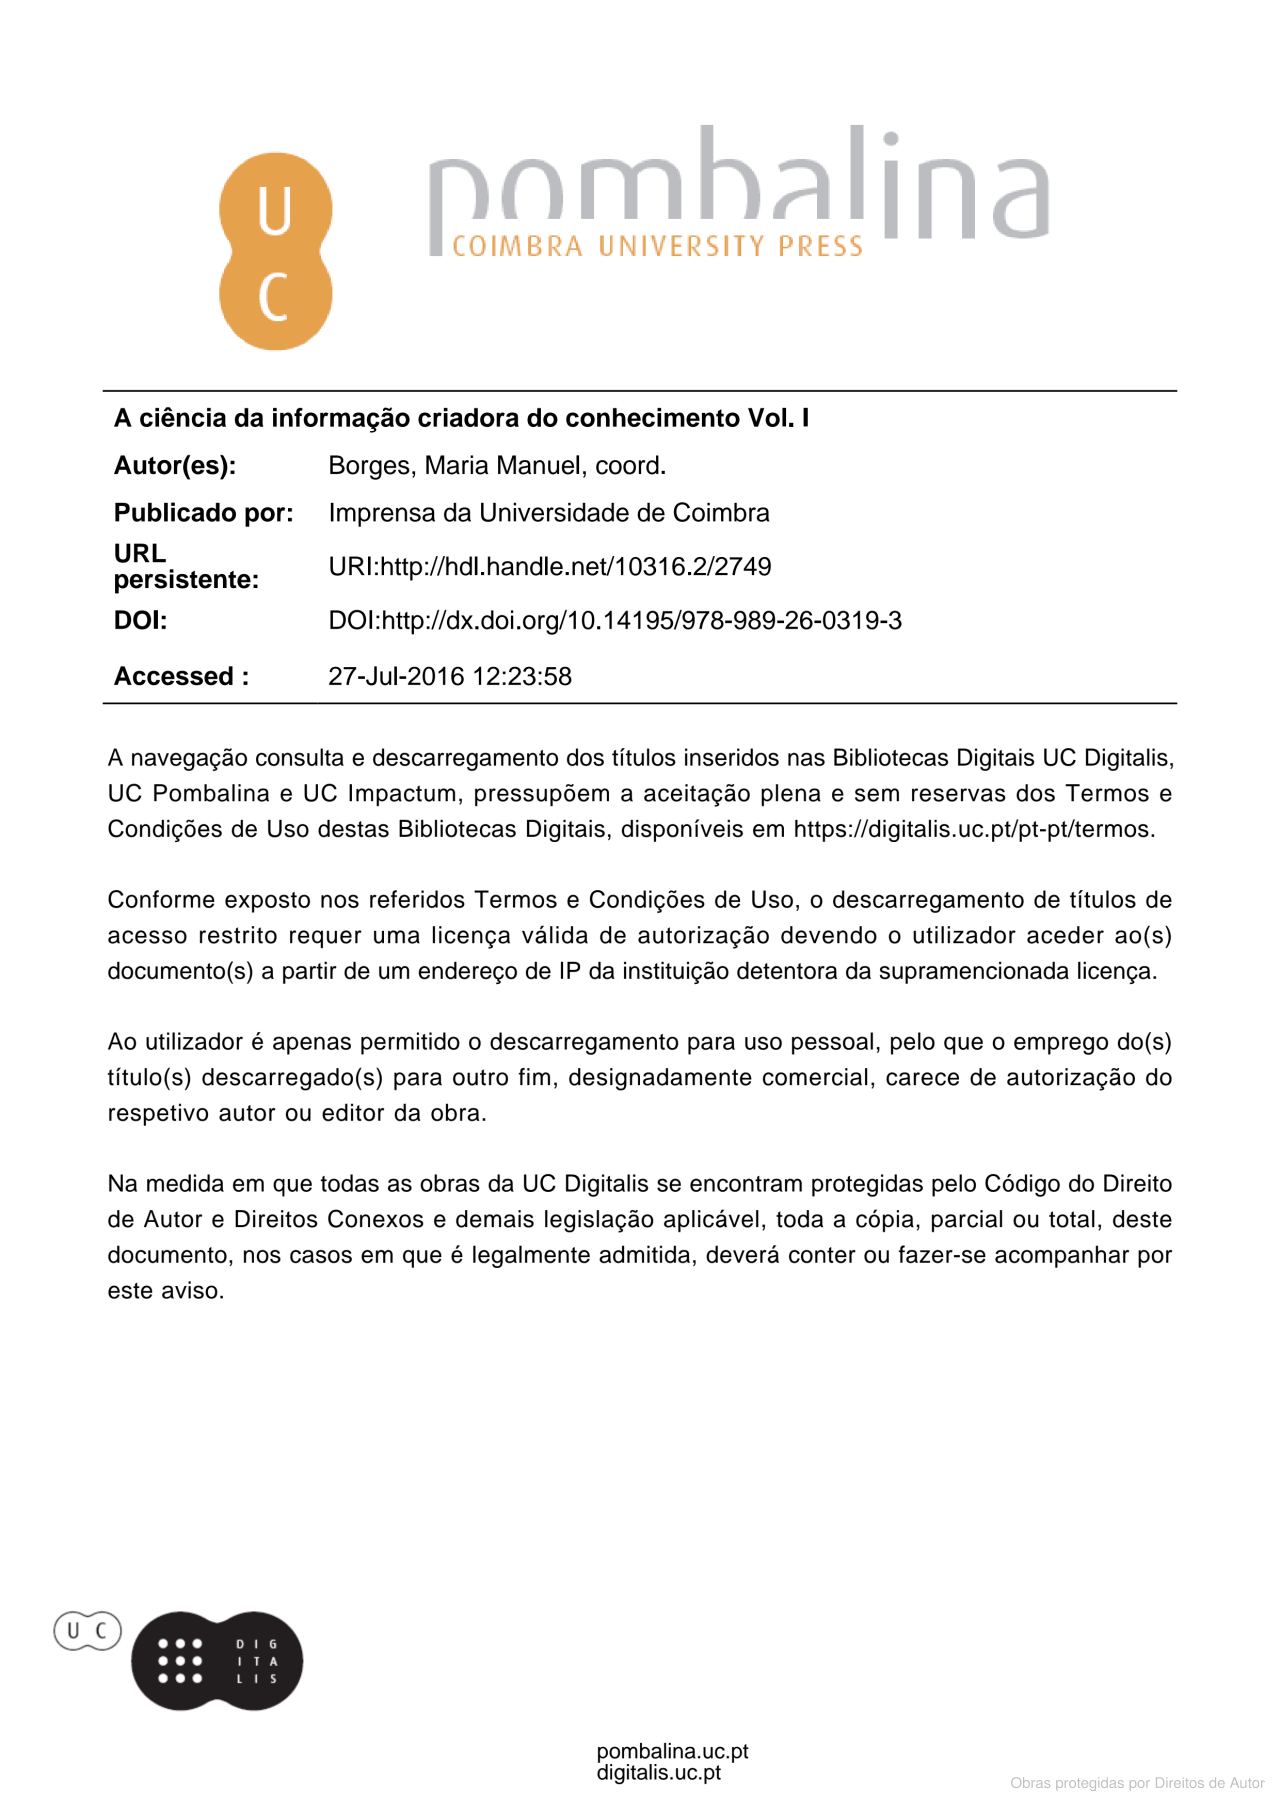 U
C
pombalina
COIMBRA UNIVERSITY PRESS
A ciência da informação criadora do conhecimento Vol. I
Autor(es): Borges, Maria Manuel, coord.
Publicado por: Imprensa da Universidade de Coimbra
URL
persistente: URI:http://hdl.handle.net/10316.2/2749
DOI: DOI:http://dx.doi.org/10.14195/978-989-26-0319-3
Accessed : 27-Jul-2016 12:23:58
A navegação consulta e descarregamento dos títulos inseridos nas Bibliotecas Digitais UC Digitalis,
UC Pombalina e UC Impactum, pressupõem a aceitação plena e sem reservas dos Termos e
Condições de Uso destas Bibliotecas Digitais, disponíveis em https://digitalis.uc.pt/pt-pt/termos.
Conforme exposto nos referidos Termos e Condições de Uso, o descarregamento de títulos de
acesso restrito requer uma licença válida de autorização devendo o utilizador aceder ao(s)
documento(s) a partir de um endereço de IP da instituição detentora da supramencionada licença.
Ao utilizador é apenas permitido o descarregamento para uso pessoal, pelo que o emprego do(s)
título(s) descarregado(s) para outro fim, designadamente comercial, carece de autorização do
respetivo autor ou editor da obra.
Na medida em que todas as obras da UC Digitalis se encontram protegidas pelo Código do Direito
de Autor e Direitos Conexos e demais legislação aplicável, toda a cópia, parcial ou total, deste
documento, nos casos em que é legalmente admitida, deverá conter ou fazer-se acompanhar por
este aviso.
U C
D I G
I T A
L I S
pombalina.uc.pt
digitalis.uc.pt
Obras protegidas por Direitos de Autor